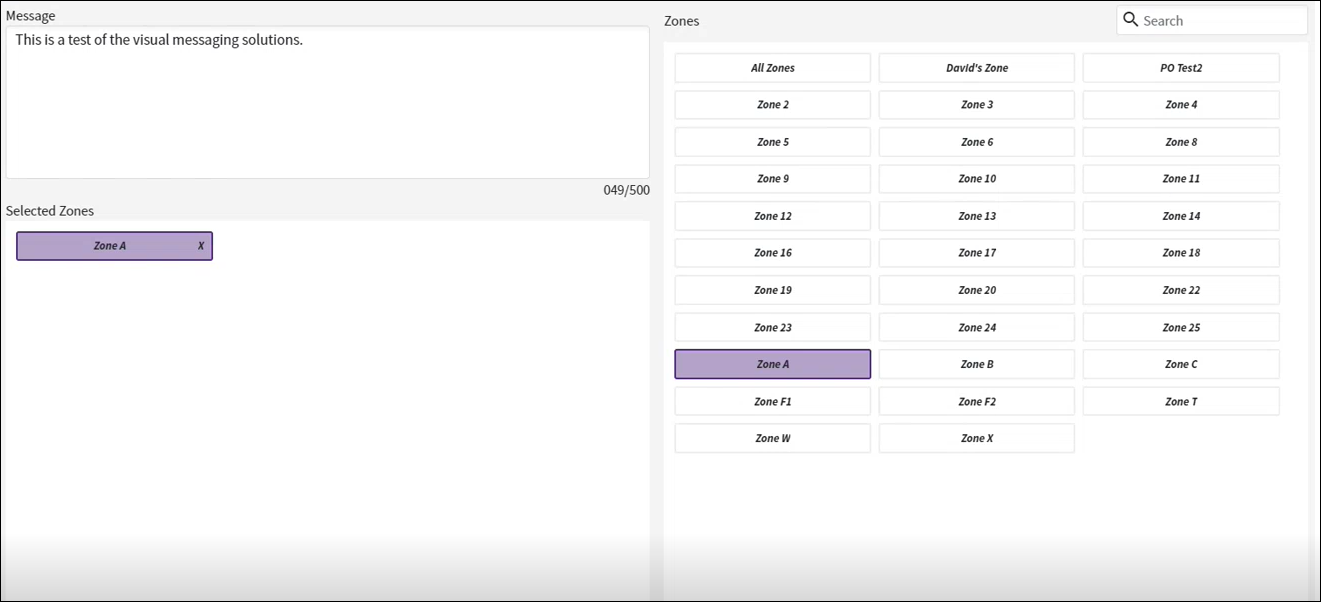 Message
This is a test of the visual messaging solutions.
049/500
Selected Zones
Zone A X
Zones
Search
All Zones David's Zone PO Test2
Zone 2 Zone 3 Zone 4
Zone 5 Zone 6 Zone 8
Zone 9 Zone 10 Zone 11
Zone 12 Zone 13 Zone 14
Zone 16 Zone 17 Zone 18
Zone 19 Zone 20 Zone 22
Zone 23 Zone 24 Zone 25
Zone A Zone B Zone C
Zone F1 Zone F2 Zone T
Zone W Zone X